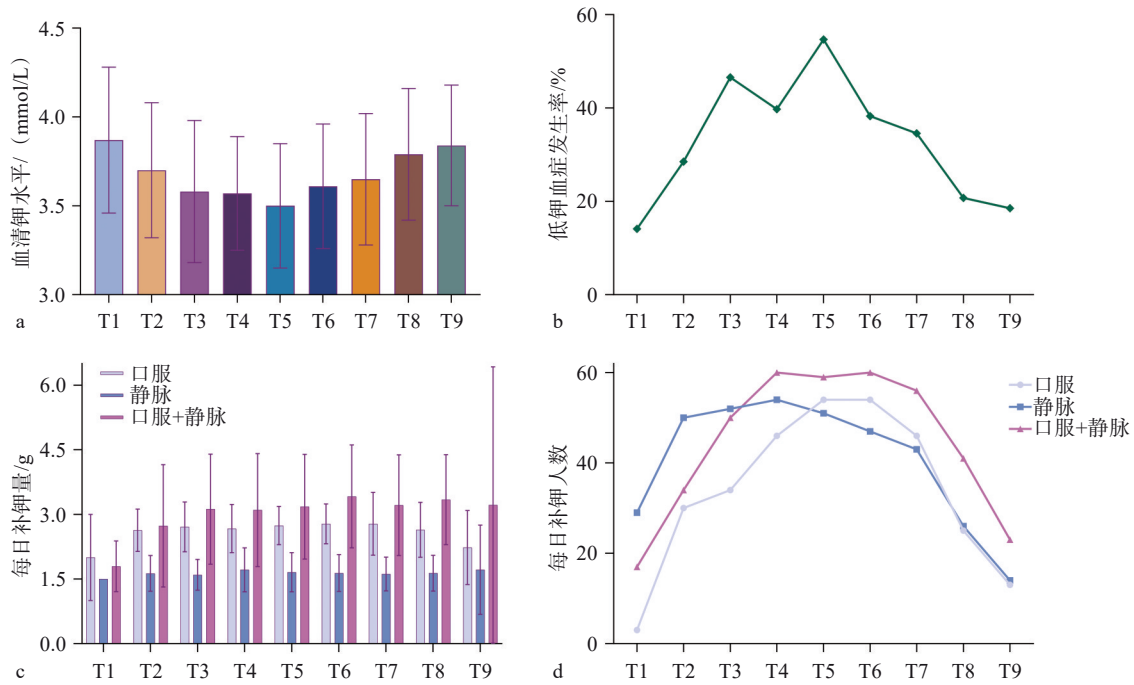 血清钾水平/（mmol/L）
4.5
4.0
3.5
3.0
T1 T2 T3 T4 T5 T6 T7 T8 T9
a
低钾血症发生率/%
60
40
20
0
T1 T2 T3 T4 T5 T6 T7 T8 T9
b
每日补钾量/g
6.0
4.5
3.0
1.5
0.0
口服
静脉
口服+静脉
T1 T2 T3 T4 T5 T6 T7 T8 T9
c
每日补钾人数
60
40
20
0
口服
静脉
口服+静脉
T1 T2 T3 T4 T5 T6 T7 T8 T9
d